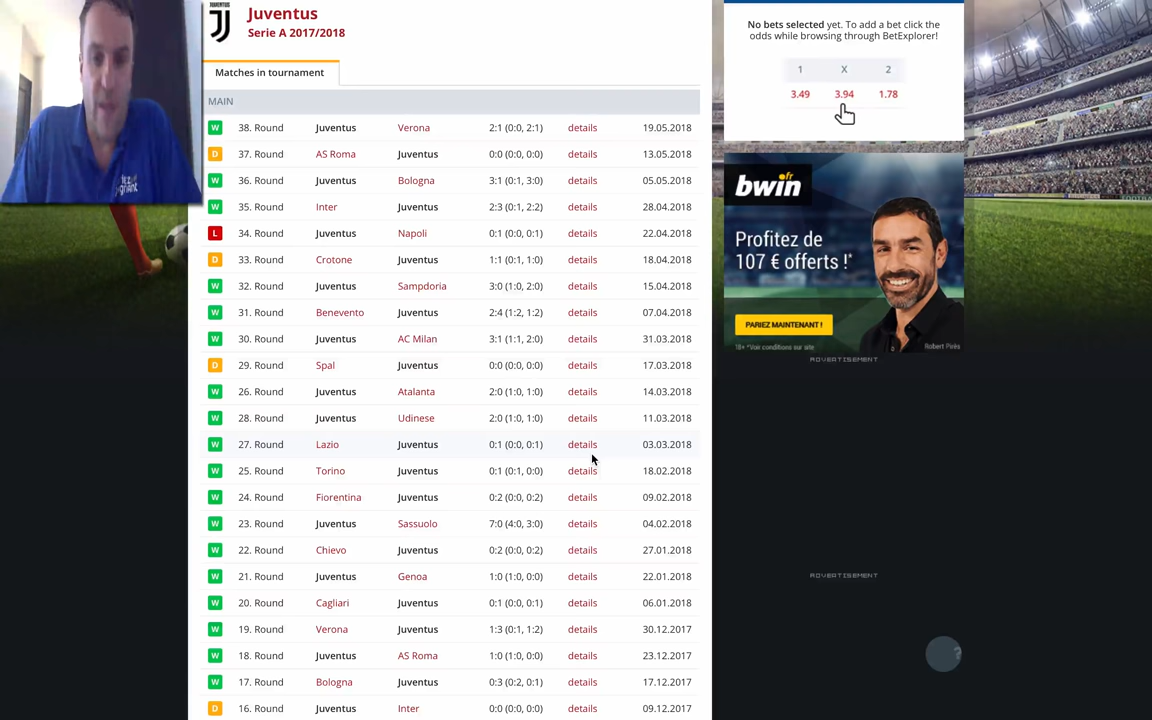 JUVENTUS
Juventus
Serie A 2017/2018
Matches in tournament
MAIN
W 38. Round Juventus Verona 2:1 (0:0, 2:1) details 19.05.2018
D 37. Round AS Roma Juventus 0:0 (0:0, 0:0) details 13.05.2018
W 36. Round Juventus Bologna 3:1 (0:1, 3:0) details 05.05.2018
W 35. Round Inter Juventus 2:3 (0:1, 2:2) details 28.04.2018
L 34. Round Juventus Napoli 0:1 (0:0, 0:1) details 22.04.2018
D 33. Round Crotone Juventus 1:1 (0:1, 1:0) details 18.04.2018
W 32. Round Juventus Sampdoria 3:0 (1:0, 2:0) details 15.04.2018
W 31. Round Benevento Juventus 2:4 (1:2, 1:2) details 07.04.2018
W 30. Round Juventus AC Milan 3:1 (1:1, 2:0) details 31.03.2018
D 29. Round Spal Juventus 0:0 (0:0, 0:0) details 17.03.2018
W 26. Round Juventus Atalanta 2:0 (1:0, 1:0) details 14.03.2018
W 28. Round Juventus Udinese 2:0 (1:0, 1:0) details 11.03.2018
W 27. Round Lazio Juventus 0:1 (0:0, 0:1) details 03.03.2018
W 25. Round Torino Juventus 0:1 (0:1, 0:0) details 18.02.2018
W 24. Round Fiorentina Juventus 0:2 (0:0, 0:2) details 09.02.2018
W 23. Round Juventus Sassuolo 7:0 (4:0, 3:0) details 04.02.2018
W 22. Round Chievo Juventus 0:2 (0:0, 0:2) details 27.01.2018
W 21. Round Juventus Genoa 1:0 (1:0, 0:0) details 22.01.2018
W 20. Round Cagliari Juventus 0:1 (0:0, 0:1) details 06.01.2018
W 19. Round Verona Juventus 1:3 (0:1, 1:2) details 30.12.2017
W 18. Round Juventus AS Roma 1:0 (1:0, 0:0) details 23.12.2017
W 17. Round Bologna Juventus 0:3 (0:2, 0:1) details 17.12.2017
D 16. Round Juventus Inter 0:0 (0:0, 0:0) details 09.12.2017
No bets selected yet. To add a bet click the
odds while browsing through BetExplorer!
1 X 2
3.49 3.94 1.78
bwin.fr
Profitez de
107 € offerts !*
PARIEZ MAINTENANT !
18+ *Voir conditions sur site
Robert Pirès
ADVERTISEMENT
ADVERTISEMENT
?